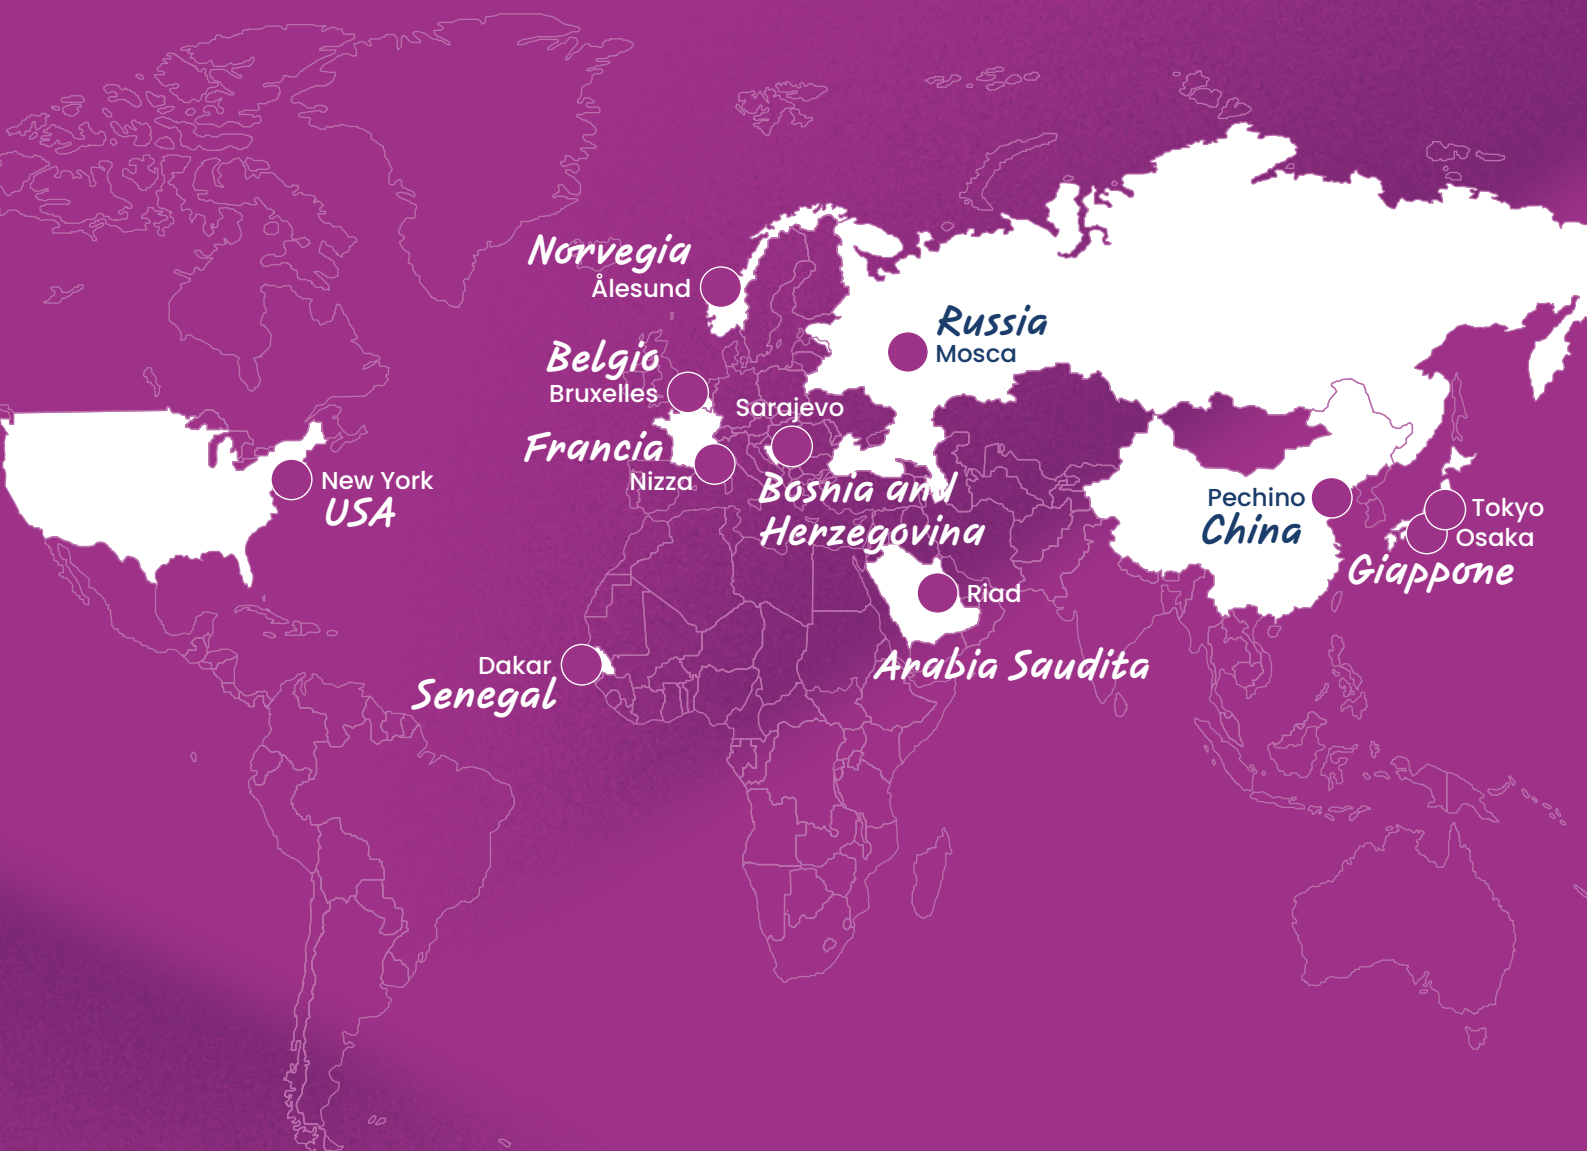 Norvegia
Ålesund
Russia
Mosca
Belgio
Bruxelles
Sarajevo
Bosnia and
Herzegovina
Francia
Nizza
New York
USA
Pechino
China
Tokyo
Osaka
Giappone
Riad
Arabia Saudita
Dakar
Senegal